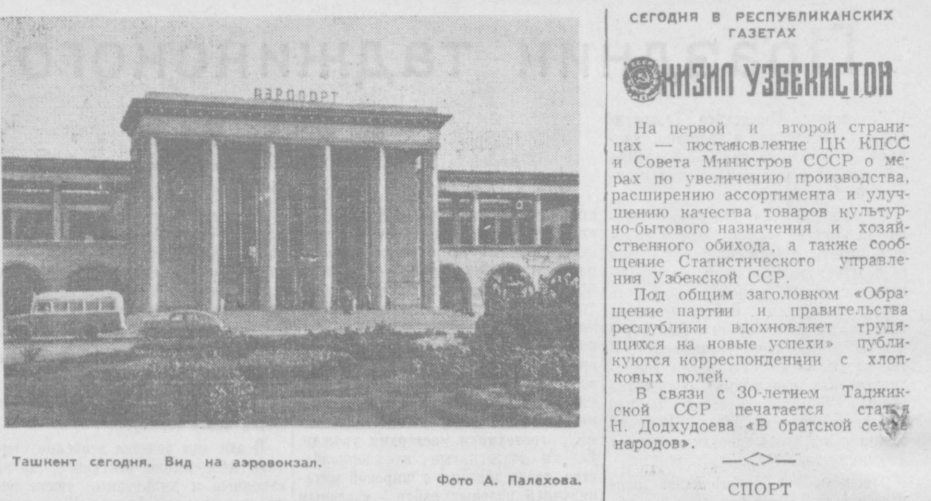 АЭРОПОРТ
Ташкент сегодня. Вид на аэровокзал.
Фото А. Палехова.
СЕГОДНЯ В РЕСПУБЛИКАНСКИХ
ГАЗЕТАХ
КИЗИЛ УЗБЕКИСТОН
На первой и второй страни-
цах — постановление ЦК КПСС
и Совета Министров СССР о ме-
рах по увеличению производства,
расширению ассортимента и улуч-
шению качества товаров культур-
но-бытового назначения и хозяй-
ственного обихода, а также сооб-
щение Статистического управле-
ния Узбекской ССР.
Под общим заголовком «Обра-
щение партии и правительства
республики вдохновляет трудя-
щихся на новые успехи» публи-
куются корреспонденции с хлоп-
ковых полей.
В связи с 30-летием Таджик-
ской ССР печатается статья
Н. Додхудоева «В братской семье
народов».
СПОРТ